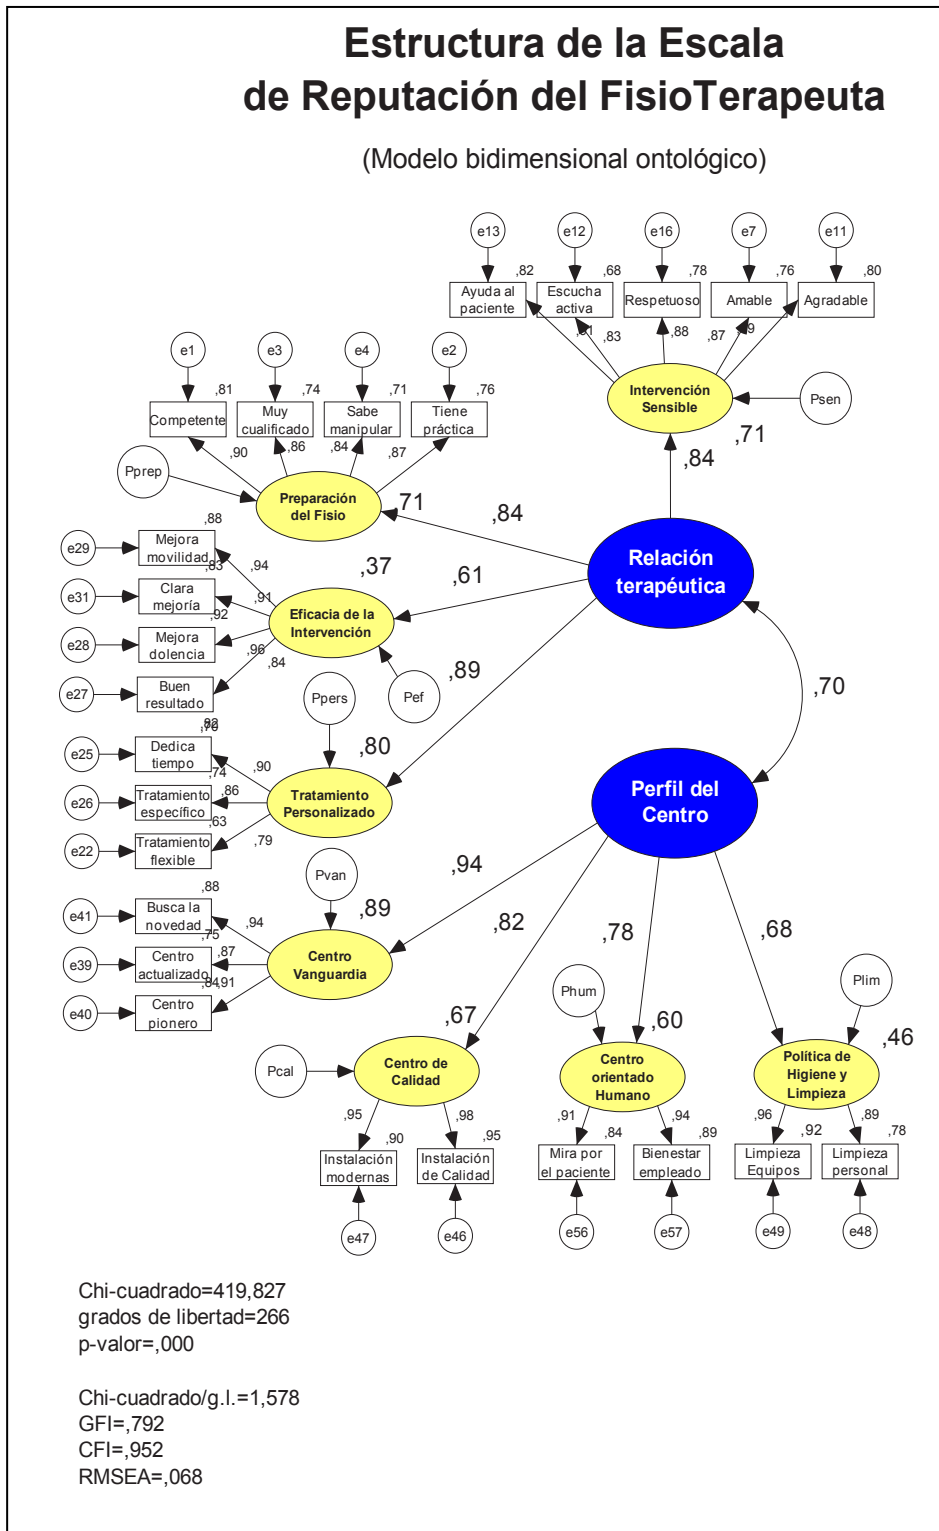 Estructura de la Escala
de Reputación del FisioTerapeuta
(Modelo bidimensional ontológico)
e13
e12
e16
e7
e11
,82
,68
,78
,76
,80
Ayuda al
paciente
Escucha
activa
Respetuoso
Amable
Agradable
,83
,88
,87
Intervención
Sensible
Psen
,71
,84
e1
e3
e4
e2
,81
,74
,71
,76
Competente
Muy
cualificado
Sabe
manipular
Tiene
práctica
,90
,86
,84
,87
Pprep
Preparación
del Fisio
,71
,84
Relación
terapéutica
,88
e29
Mejora
movilidad
,94
,83
e31
Clara
mejoría
,91
,92
e28
Mejora
dolencia
,96
,84
e27
Buen
resultado
Eficacia de la
Intervención
,37
,61
Pef
,89
,70
Ppers
,80
e25
Dedica
tiempo
,90
,74
e26
Tratamiento
específico
,86
,63
e22
Tratamiento
flexible
,79
Tratamiento
Personalizado
Perfil del
Centro
Pvan
,89
,94
,88
e41
Busca la
novedad
,94
,75
e39
Centro
actualizado
,87
,84
,91
e40
Centro
pionero
Centro
Vanguardia
,82
,78
,68
Pcal
,67
Centro de
Calidad
Phum
,60
Centro
orientado
Humano
Plim
,46
Política de
Higiene y
Limpieza
,95
,90
,98
,95
,91
,84
,94
,89
,96
,92
,89
,78
Instalación
modernas
Instalación
de Calidad
Mira por
el paciente
Bienestar
empleado
Limpieza
Equipos
Limpieza
personal
e47
e46
e56
e57
e49
e48
Chi-cuadrado=419,827
grados de libertad=266
p-valor=,000
Chi-cuadrado/g.l.=1,578
GFI=,792
CFI=,952
RMSEA=,068